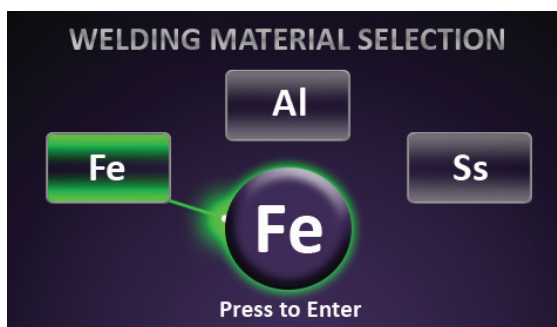 WELDING MATERIAL SELECTION
Al
Fe
Ss
Fe
Press to Enter